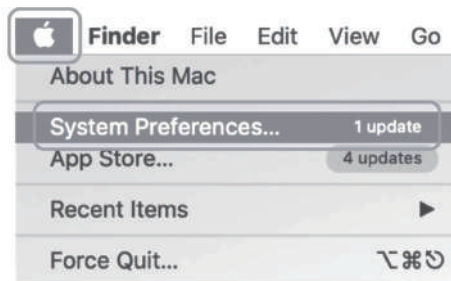 Finder File Edit View Go
About This Mac
System Preferences... 1 update
App Store... 4 updates
Recent Items ▶
Force Quit... ⌥⌘⎋